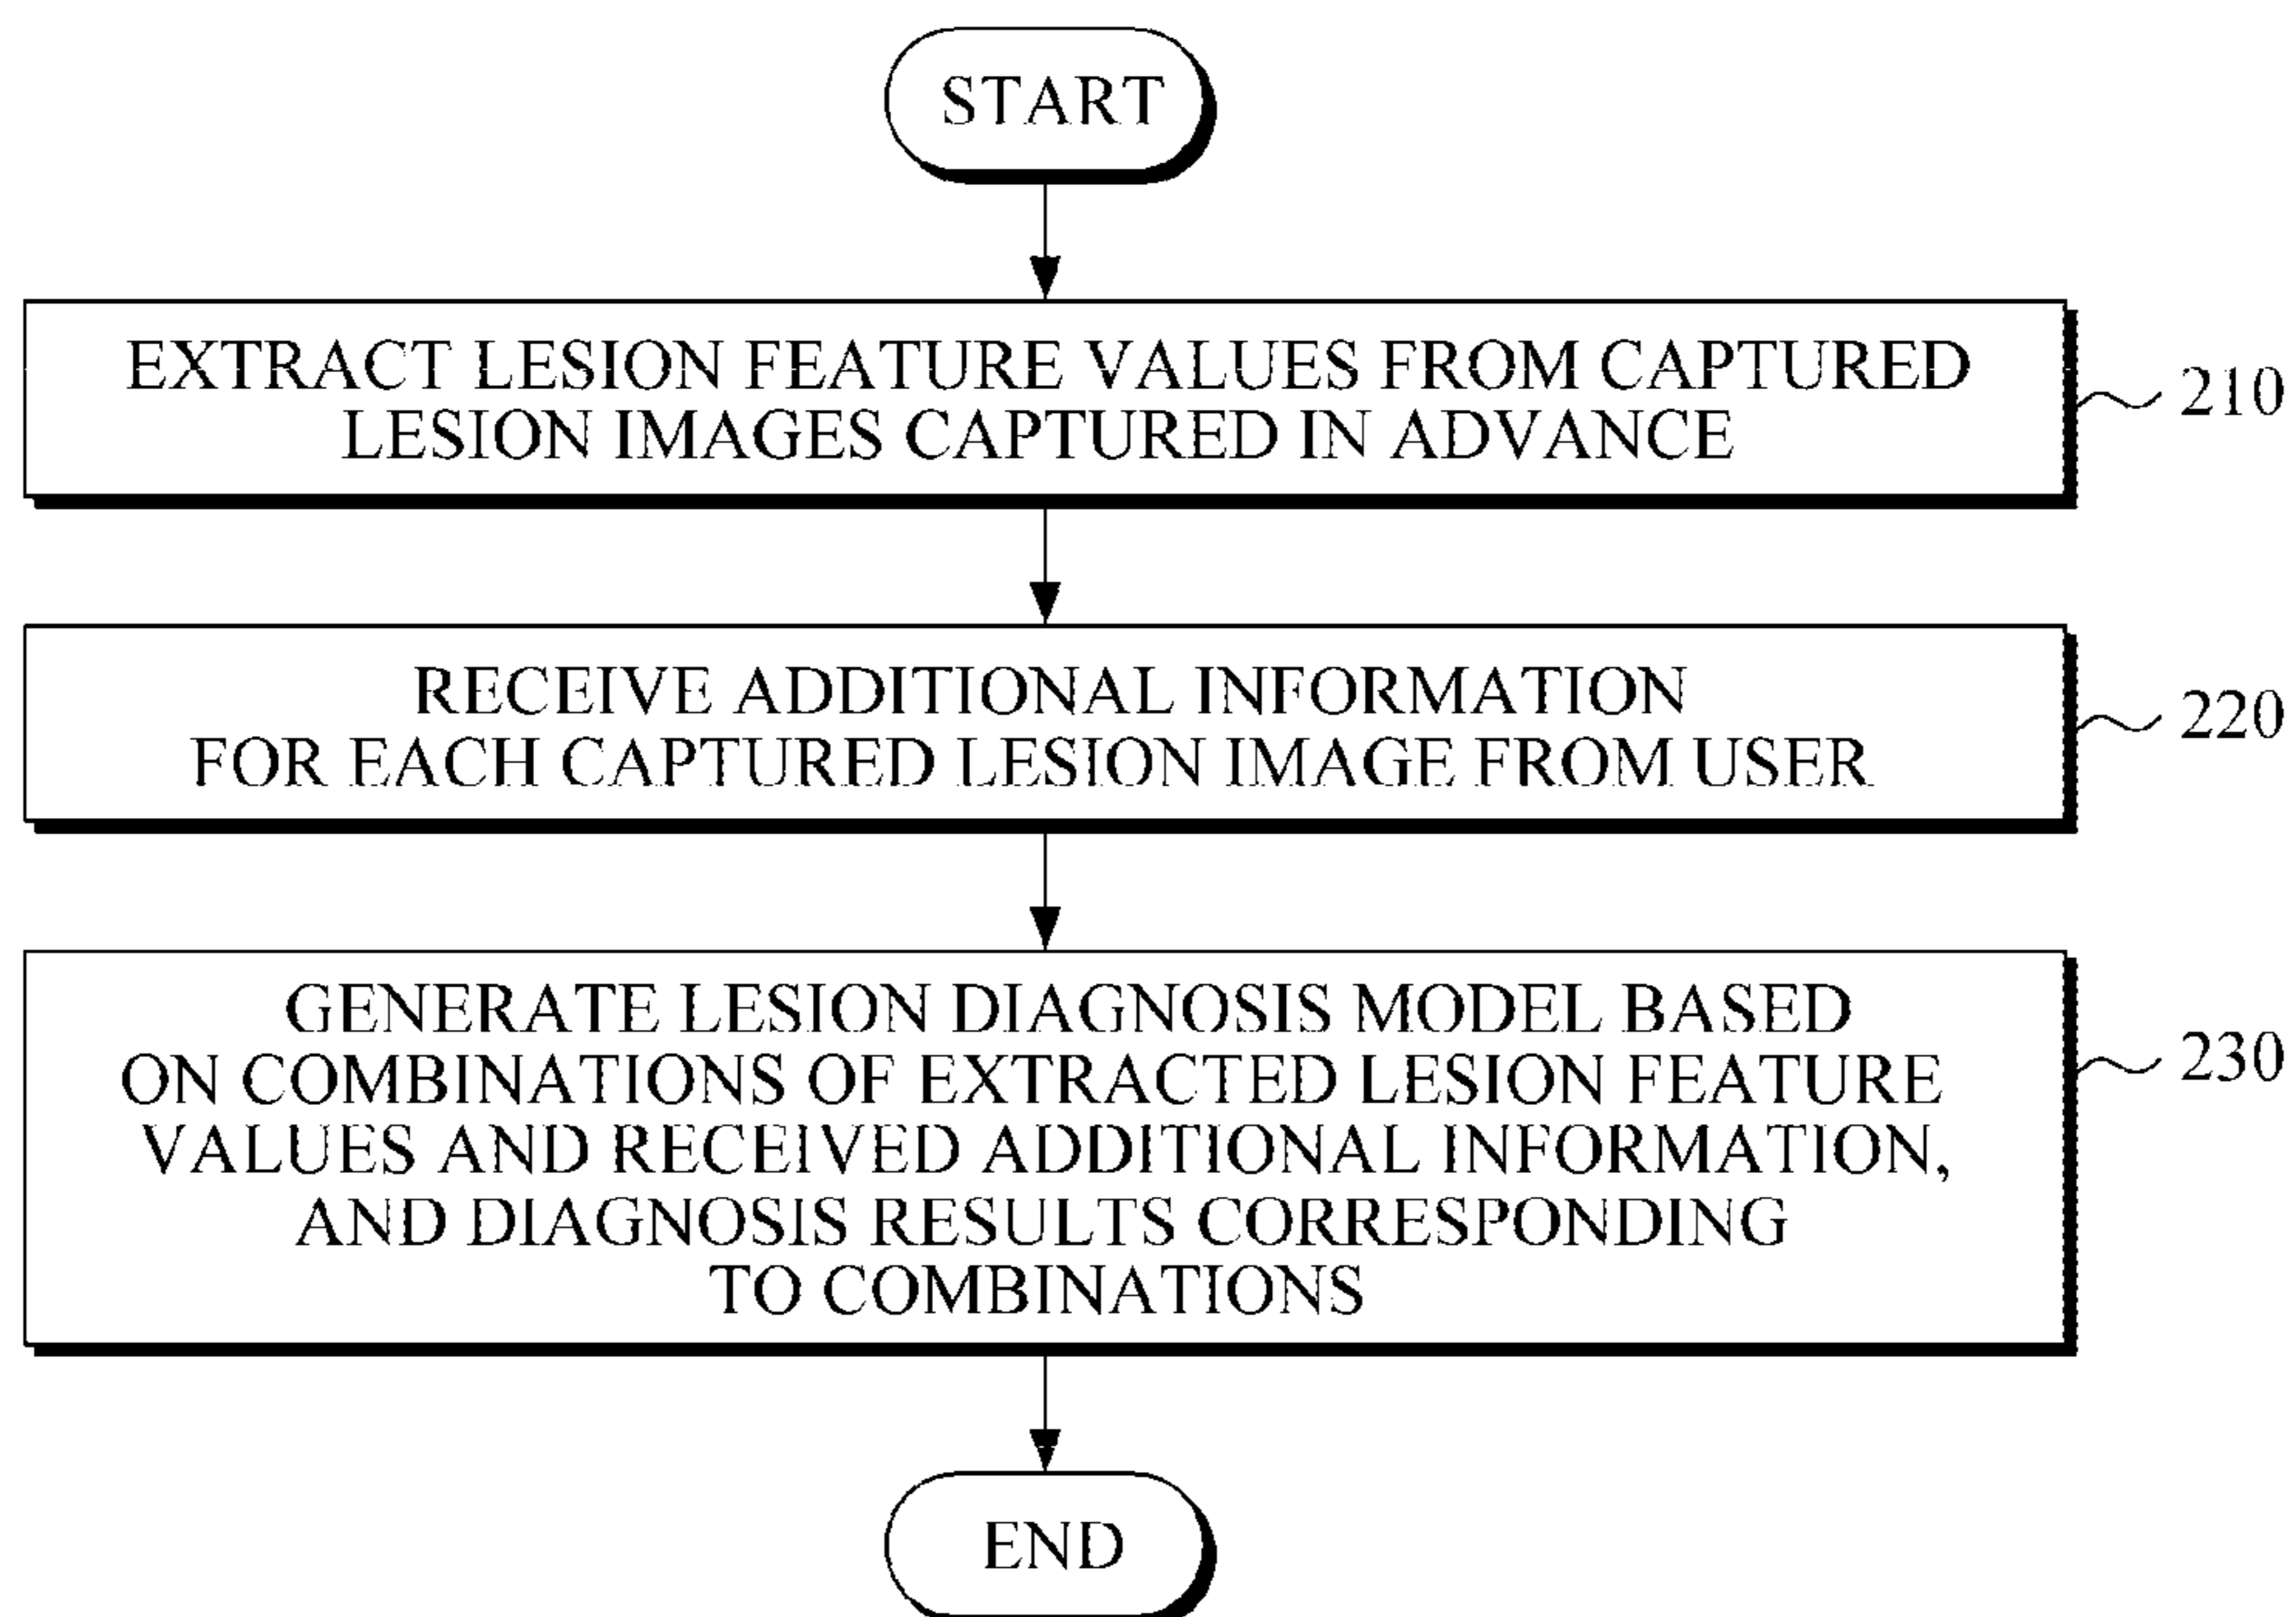 START
EXTRACT LESION FEATURE VALUES FROM CAPTURED
LESION IMAGES CAPTURED IN ADVANCE
210
RECEIVE ADDITIONAL INFORMATION
FOR EACH CAPTURED LESION IMAGE FROM USER
220
GENERATE LESION DIAGNOSIS MODEL BASED
ON COMBINATIONS OF EXTRACTED LESION FEATURE
VALUES AND RECEIVED ADDITIONAL INFORMATION,
AND DIAGNOSIS RESULTS CORRESPONDING
TO COMBINATIONS
230
END